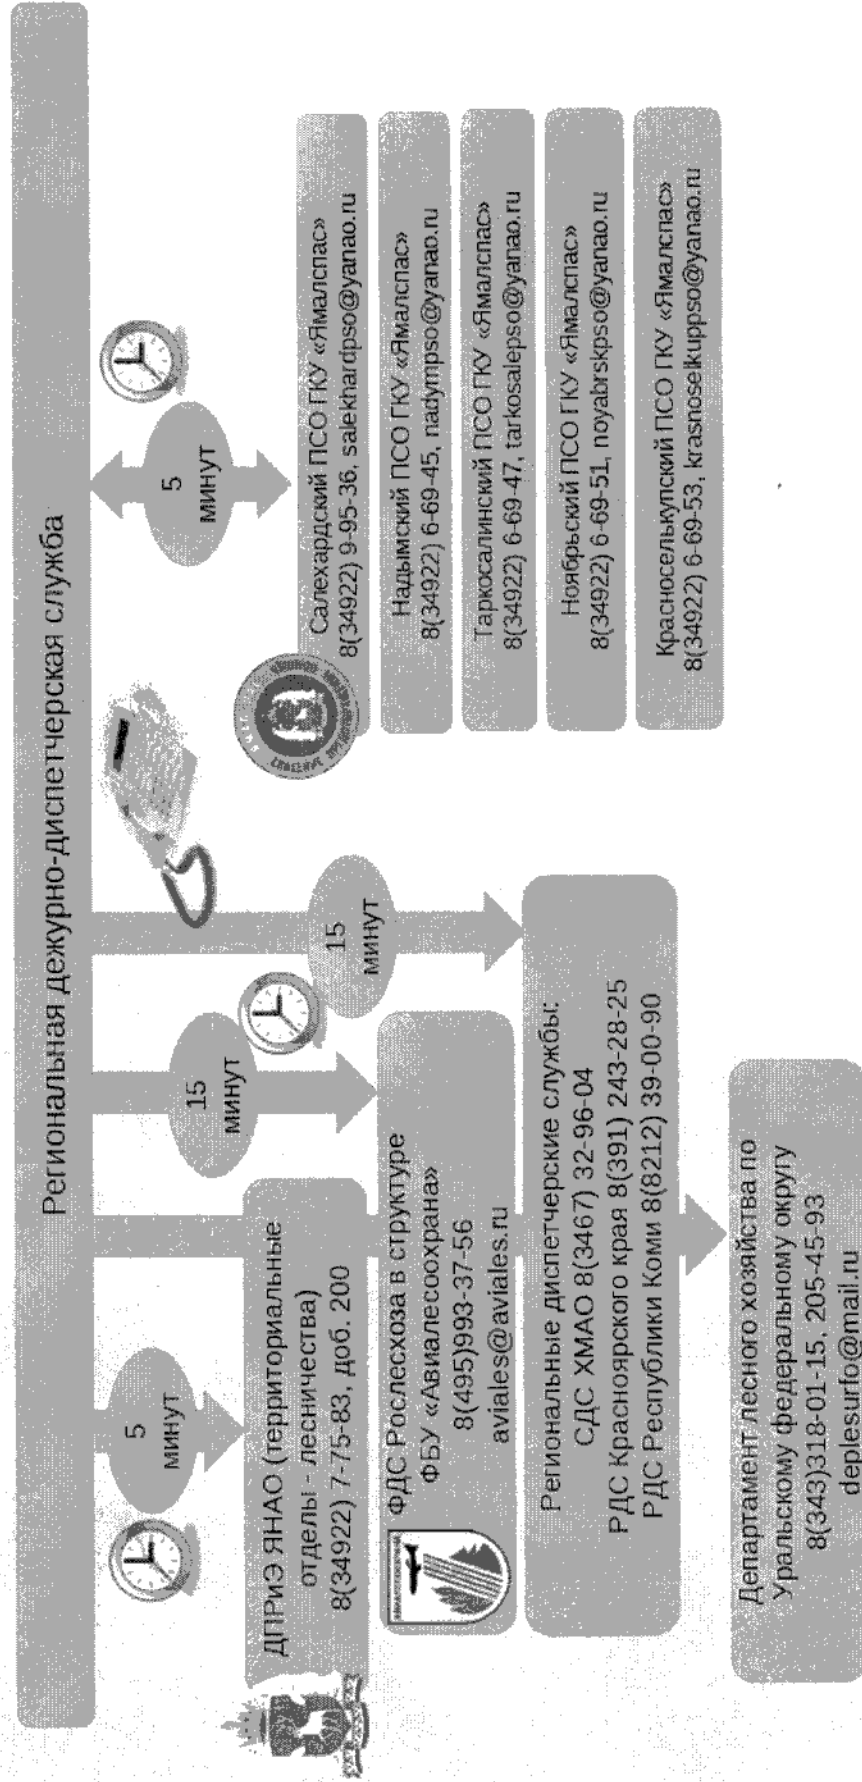 Региональная дежурно-диспетчерская служба
5
минут
15
минут
15
минут
5
минут
ДПРиЭ ЯНАО (территориальные
отделы - лесничества)
8(34922) 7-75-83, доб. 200
ФДС Рослесхоза в структуре
ФБУ «Авиалесоохрана»
8(495)993-37-56
aviales@aviales.ru
Региональные диспетчерские службы:
СДС ХМАО 8(3467) 32-96-04
РДС Красноярского края 8(391) 243-28-25
РДС Республики Коми 8(8212) 39-00-90
Департамент лесного хозяйства по
Уральскому федеральному округу
8(343)318-01-15, 205-45-93
deplesurfo@mail.ru
Салехардский ПСО ГКУ «Ямалспас»
8(34922) 9-95-36, salekhardpso@yanao.ru
Надымский ПСО ГКУ «Ямалспас»
8(34922) 6-69-45, nadympso@yanao.ru
Таркосалинский ПСО ГКУ «Ямалспас»
8(34922) 6-69-47, tarkosalepso@yanao.ru
Ноябрьский ПСО ГКУ «Ямалспас»
8(34922) 6-69-51, noyabrskpso@yanao.ru
Красноселькупский ПСО ГКУ «Ямалспас»
8(34922) 6-69-53, krasnoselkuppso@yanao.ru